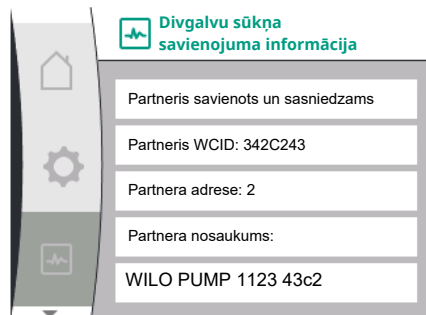 Divgalvu sūkņa
savienojuma informācija
Partneris savienots un sasniedzams
Partneris WCID: 342C243
Partnera adrese: 2
Partnera nosaukums:
WILO PUMP 1123 43c2